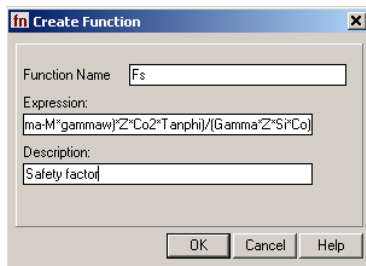 fn Create Function
Function Name Fs
Expression:
ma-M*gammaw)*Z*Co2*Tanphi)/(Gamma*Z*Si*Co)
Description:
Safety factor
OK Cancel Help